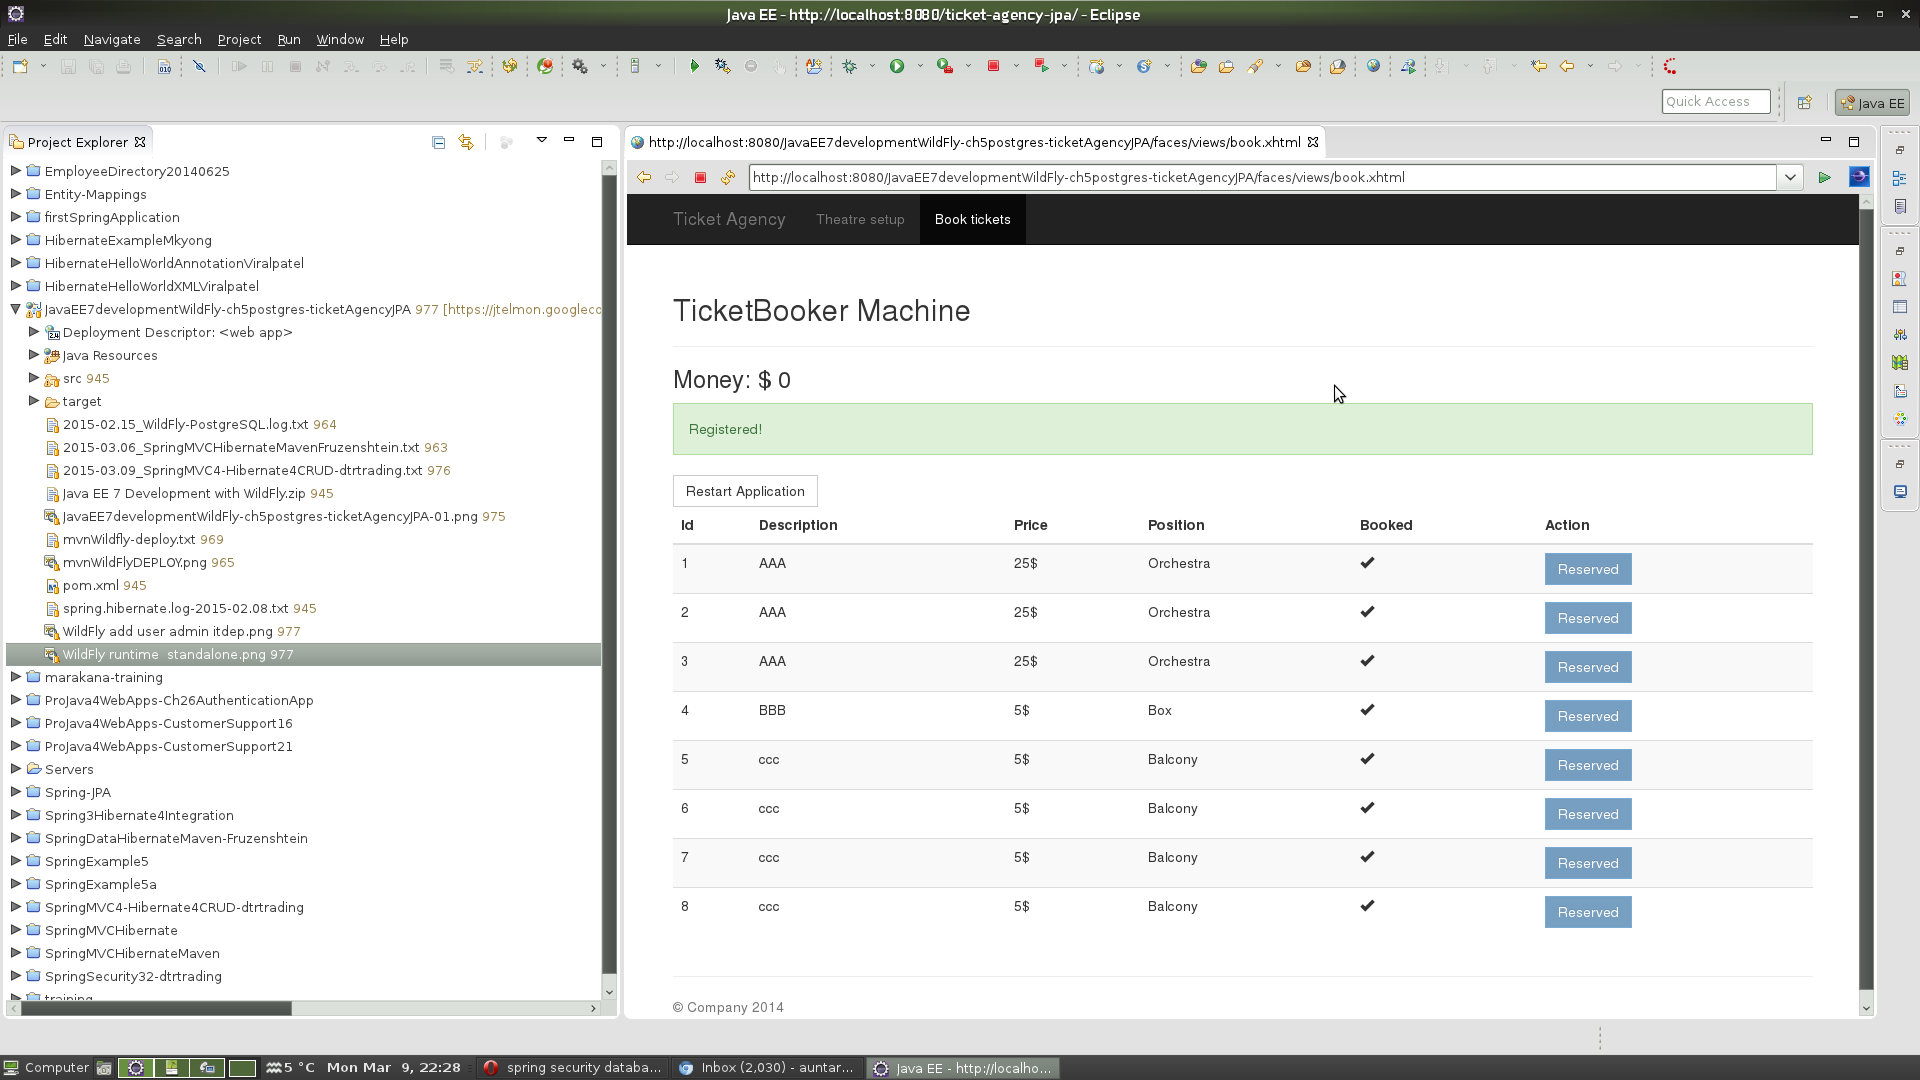 Java EE - http://localhost:8080/ticket-agency-jpa/ - Eclipse
File Edit Navigate Search Project Run Window Help
Quick Access
Java EE
Project Explorer
EmployeeDirectory20140625
Entity-Mappings
firstSpringApplication
HibernateExampleMkyong
HibernateHelloWorldAnnotationViralpatel
HibernateHelloWorldXMLViralpatel
JavaEE7developmentWildFly-ch5postgres-ticketAgencyJPA 977 [https://jtelmon.googleco
Deployment Descriptor: <web app>
Java Resources
src 945
target
2015-02.15_WildFly-PostgreSQL.log.txt 964
2015-03.06_SpringMVCHibernateMavenFruzenshtein.txt 963
2015-03.09_SpringMVC4-Hibernate4CRUD-dtrtrading.txt 976
Java EE 7 Development with WildFly.zip 945
JavaEE7developmentWildFly-ch5postgres-ticketAgencyJPA-01.png 975
mvnWildfly-deploy.txt 969
mvnWildFlyDEPLOY.png 965
pom.xml 945
spring.hibernate.log-2015-02.08.txt 945
WildFly add user admin itdep.png 977
WildFly runtime  standalone.png 977
marakana-training
ProJava4WebApps-Ch26AuthenticationApp
ProJava4WebApps-CustomerSupport16
ProJava4WebApps-CustomerSupport21
Servers
Spring-JPA
Spring3Hibernate4Integration
SpringDataHibernateMaven-Fruzenshtein
SpringExample5
SpringExample5a
SpringMVC4-Hibernate4CRUD-dtrtrading
SpringMVCHibernate
SpringMVCHibernateMaven
SpringSecurity32-dtrtrading
training
http://localhost:8080/JavaEE7developmentWildFly-ch5postgres-ticketAgencyJPA/faces/views/book.xhtml
http://localhost:8080/JavaEE7developmentWildFly-ch5postgres-ticketAgencyJPA/faces/views/book.xhtml
Ticket Agency Theatre setup Book tickets
TicketBooker Machine
Money: $ 0
Registered!
Restart Application
Id Description Price Position Booked Action
1 AAA 25$ Orchestra ✔ Reserved
2 AAA 25$ Orchestra ✔ Reserved
3 AAA 25$ Orchestra ✔ Reserved
4 BBB 5$ Box ✔ Reserved
5 ccc 5$ Balcony ✔ Reserved
6 ccc 5$ Balcony ✔ Reserved
7 ccc 5$ Balcony ✔ Reserved
8 ccc 5$ Balcony ✔ Reserved
© Company 2014
Computer 5 °C Mon Mar 9, 22:28 spring security databa... Inbox (2,030) - auntar... Java EE - http://localho...